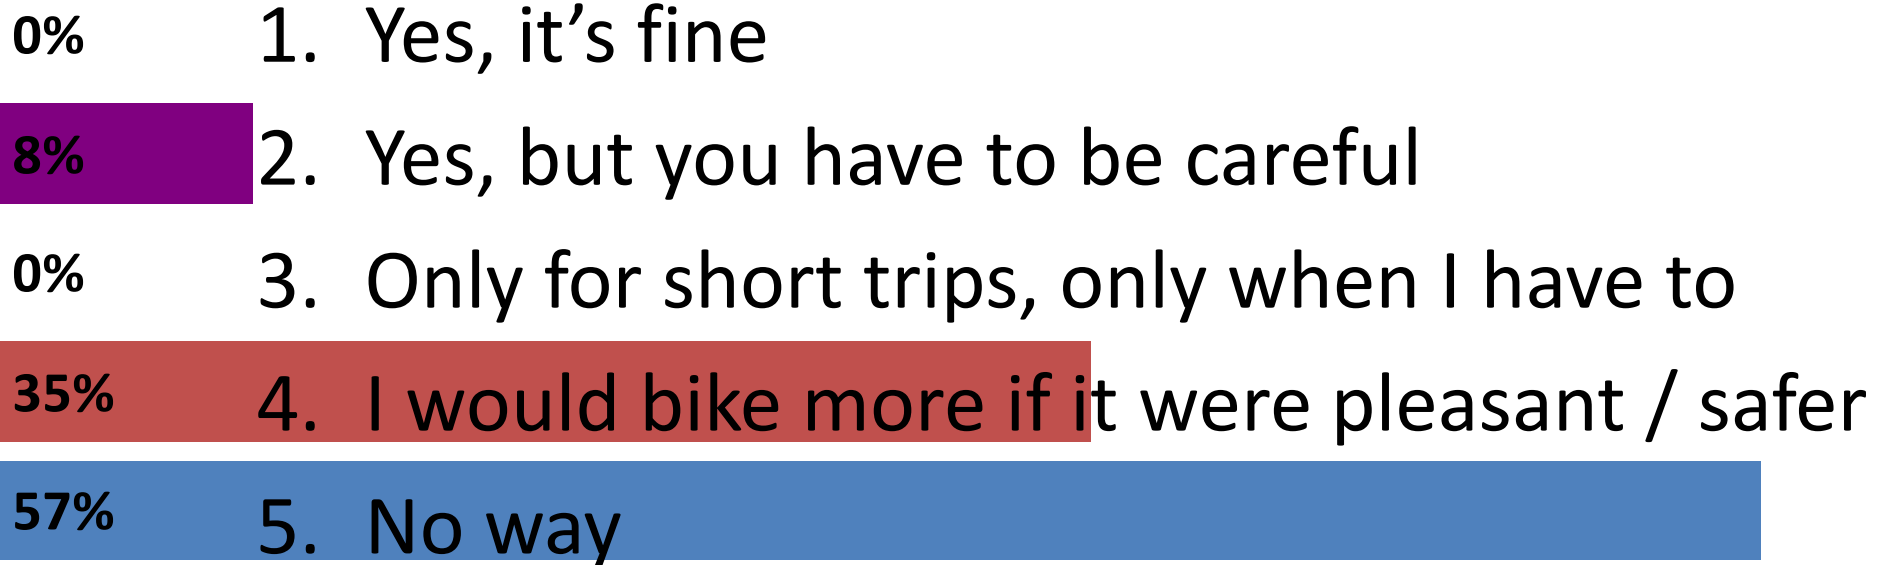 0% 1. Yes, it’s fine
8% 2. Yes, but you have to be careful
0% 3. Only for short trips, only when I have to
35% 4. I would bike more if it were pleasant / safer
57% 5. No way